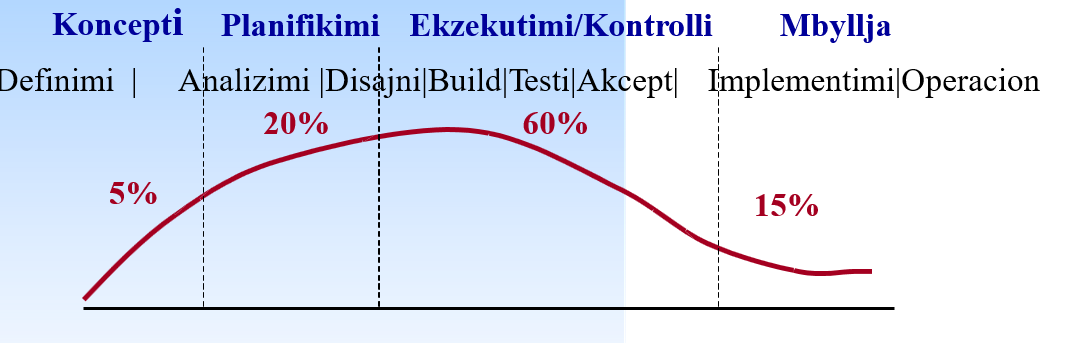 Koncepti Planifikimi Ekzekutimi/Kontrolli Mbyllja
Definimi | Analizimi |Disajni|Build|Testi|Akcept| Implementimi|Operacion
20% 60%
5% 15%